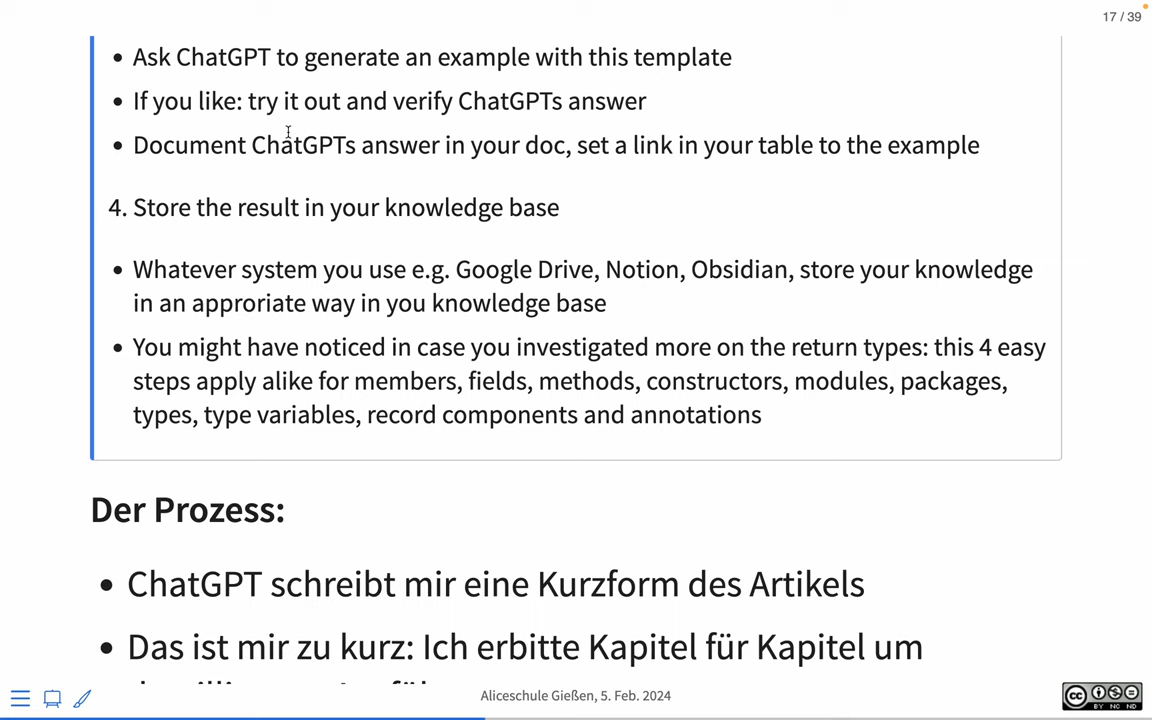 17 / 39
Ask ChatGPT to generate an example with this template
If you like: try it out and verify ChatGPTs answer
Document ChatGPTs answer in your doc, set a link in your table to the example
4. Store the result in your knowledge base
Whatever system you use e.g. Google Drive, Notion, Obsidian, store your knowledge
in an approriate way in you knowledge base
You might have noticed in case you investigated more on the return types: this 4 easy
steps apply alike for members, fields, methods, constructors, modules, packages,
types, type variables, record components and annotations
Der Prozess:
ChatGPT schreibt mir eine Kurzform des Artikels
Das ist mir zu kurz: Ich erbitte Kapitel für Kapitel um
Aliceschule Gießen, 5. Feb. 2024
cc
BY NC ND